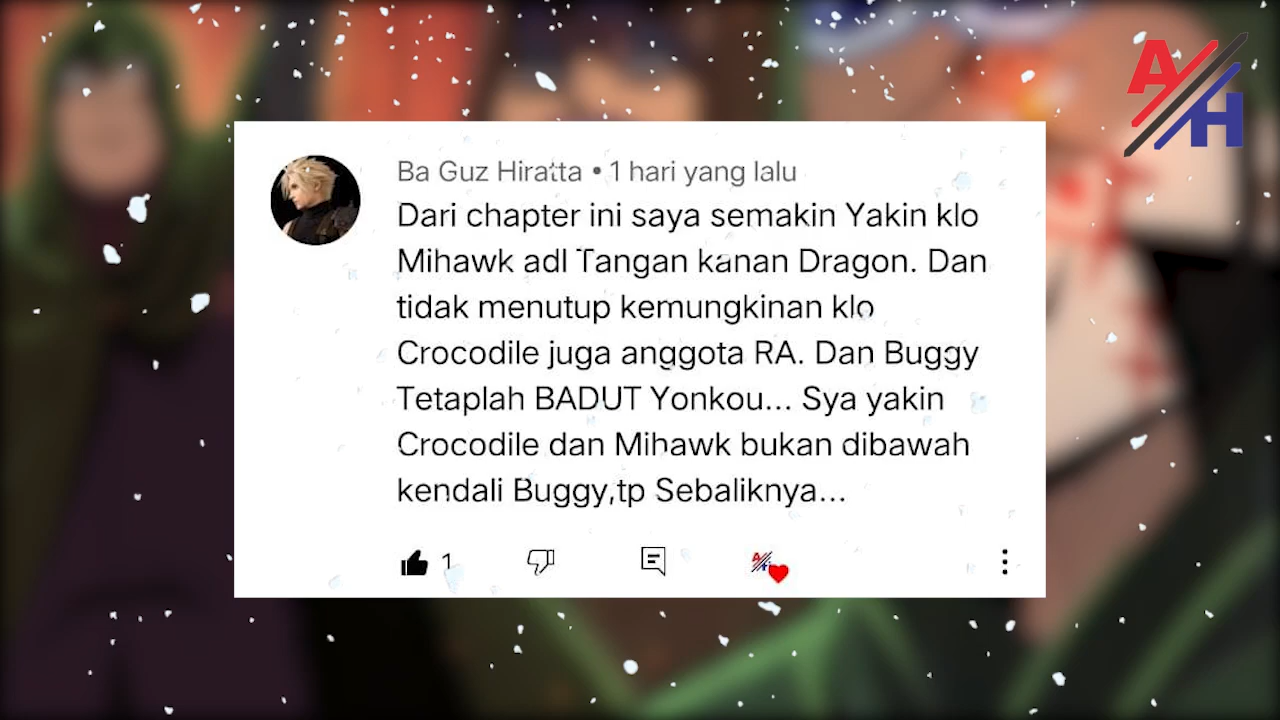 A/H
Ba Guz Hiratta • 1 hari yang lalu
Dari chapter ini saya semakin Yakin klo
Mihawk adl Tangan kanan Dragon. Dan
tidak menutup kemungkinan klo
Crocodile juga anggota RA. Dan Buggy
Tetaplah BADUT Yonkou... Sya yakin
Crocodile dan Mihawk bukan dibawah
kendali Buggy,tp Sebaliknya...
1